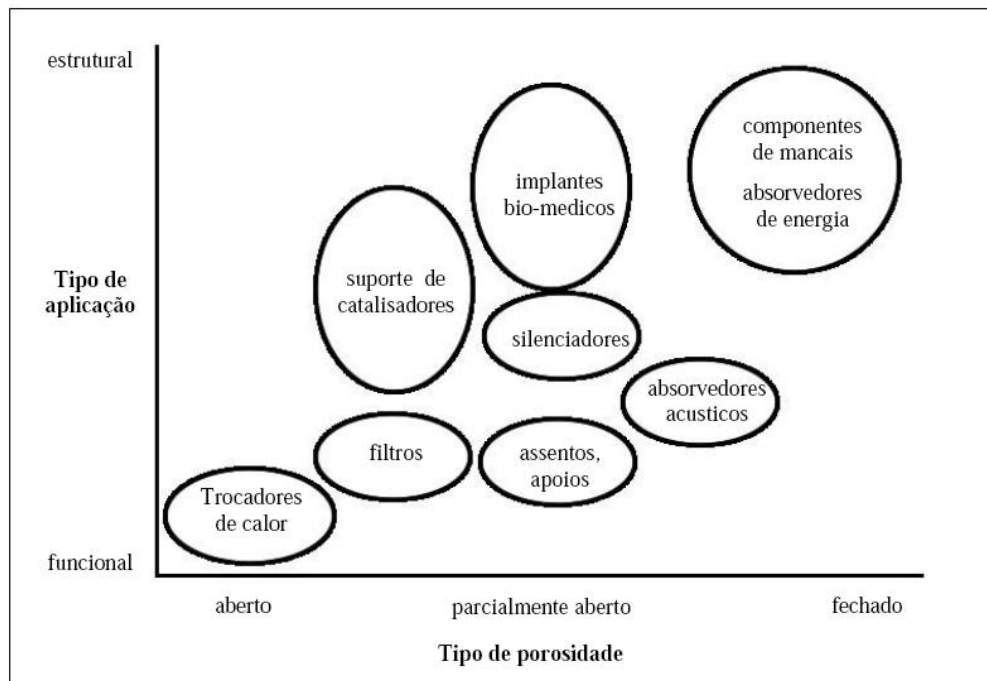 estrutural
componentes
de mancais
absorvedores
de energia
implantes
bio-medicos
Tipo de
aplicação
suporte de
catalisadores
silenciadores
absorvedores
acusticos
filtros
assentos,
apoios
Trocadores
de calor
funcional
aberto
parcialmente aberto
fechado
Tipo de porosidade